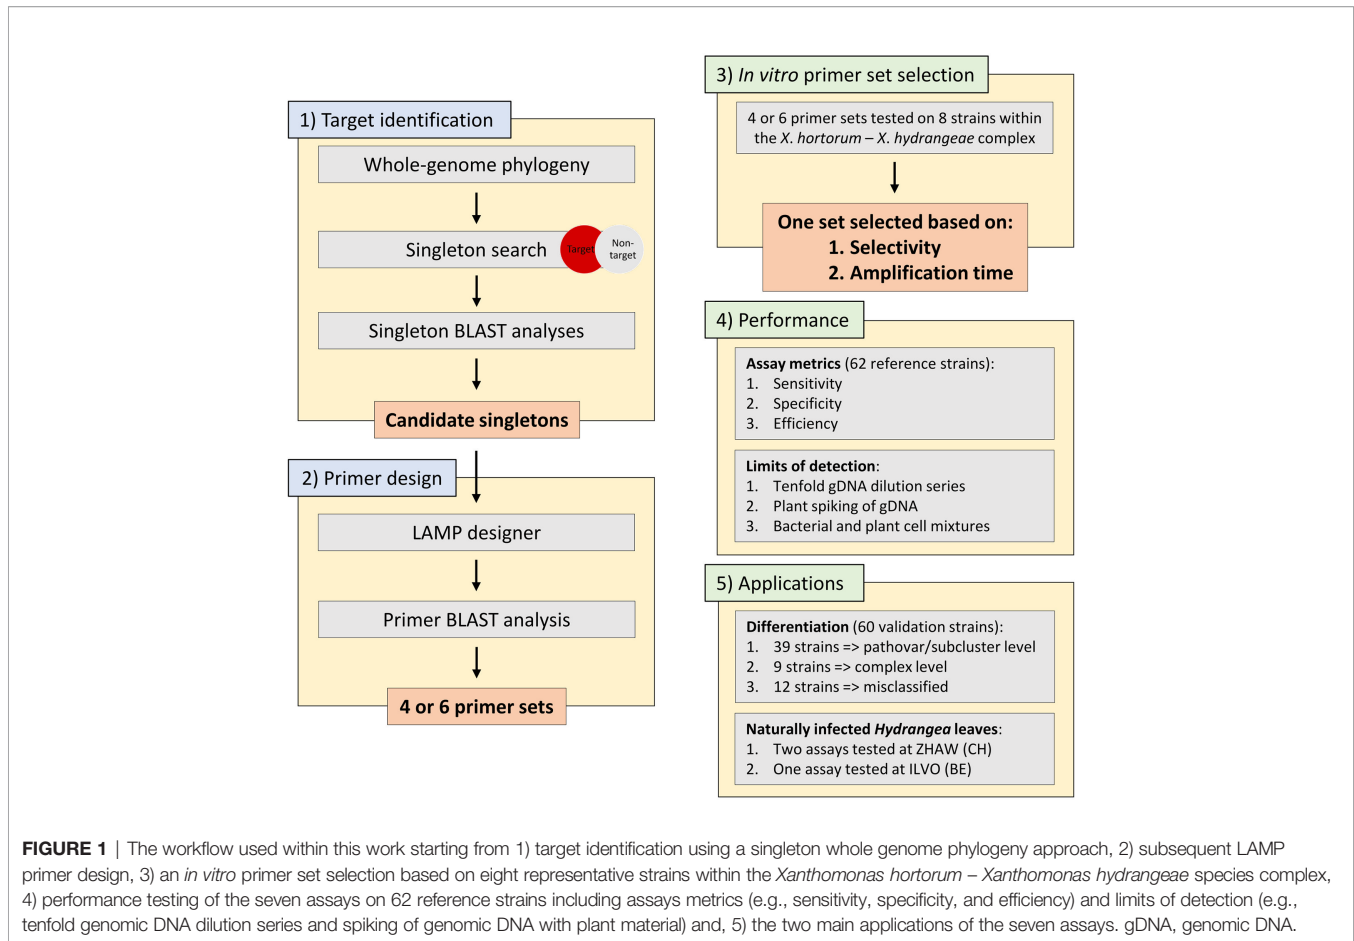 1) Target identification
Whole-genome phylogeny
Singleton search
Target
Non-
target
Singleton BLAST analyses
Candidate singletons
2) Primer design
LAMP designer
Primer BLAST analysis
4 or 6 primer sets
3) In vitro primer set selection
4 or 6 primer sets tested on 8 strains within
the X. hortorum – X. hydrangeae complex
One set selected based on:
1. Selectivity
2. Amplification time
4) Performance
Assay metrics (62 reference strains):
1. Sensitivity
2. Specificity
3. Efficiency
Limits of detection:
1. Tenfold gDNA dilution series
2. Plant spiking of gDNA
3. Bacterial and plant cell mixtures
5) Applications
Differentiation (60 validation strains):
1. 39 strains => pathovar/subcluster level
2. 9 strains => complex level
3. 12 strains => misclassified
Naturally infected Hydrangea leaves:
1. Two assays tested at ZHAW (CH)
2. One assay tested at ILVO (BE)
FIGURE 1 | The workflow used within this work starting from 1) target identification using a singleton whole genome phylogeny approach, 2) subsequent LAMP
primer design, 3) an in vitro primer set selection based on eight representative strains within the Xanthomonas hortorum – Xanthomonas hydrangeae species complex,
4) performance testing of the seven assays on 62 reference strains including assays metrics (e.g., sensitivity, specificity, and efficiency) and limits of detection (e.g.,
tenfold genomic DNA dilution series and spiking of genomic DNA with plant material) and, 5) the two main applications of the seven assays. gDNA, genomic DNA.